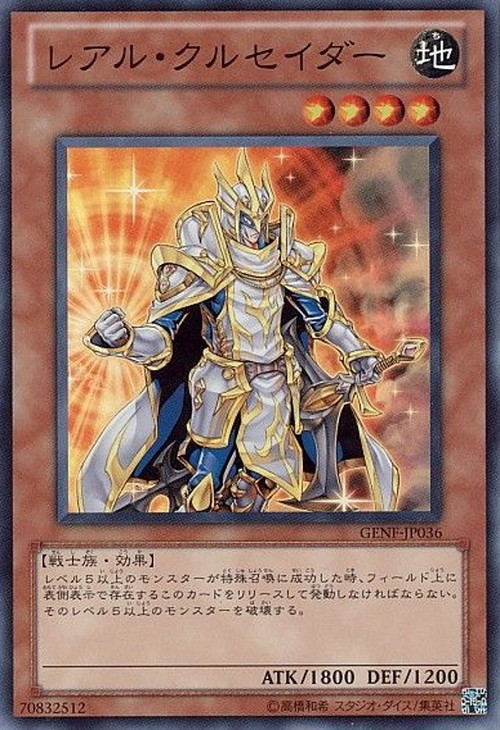 レアル・クルセイダー
地
GENF-JP036
【戦士族・効果】
レベル5以上のモンスターが特殊召喚に成功した時、フィールド上に
表側表示で存在するこのカードをリリースして発動しなければならない。
そのレベル5以上のモンスターを破壊する。
ATK/1800 DEF/1200
70832512
©高橋和希 スタジオ・ダイス/集英社